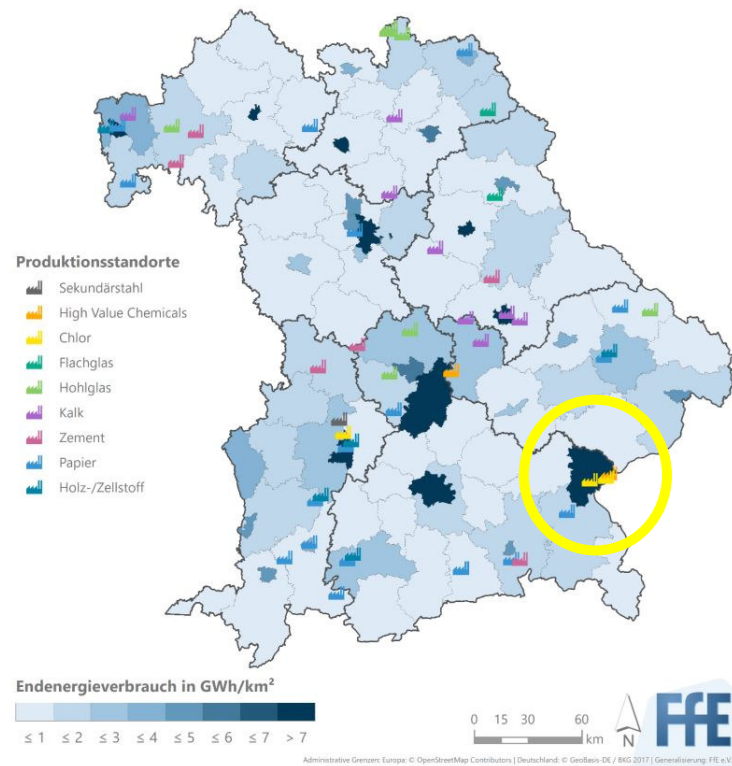 Produktionsstandorte
Sekundärstahl
High Value Chemicals
Chlor
Flachglas
Hohlglas
Kalk
Zement
Papier
Holz-/Zellstoff
Endenergieverbrauch in GWh/km²
≤ 1 ≤ 2 ≤ 3 ≤ 4 ≤ 5 ≤ 6 ≤ 7 > 7
0 15 30 60
km
N
FfE
Administrative Grenzen: Europa: © OpenStreetMap Contributors | Deutschland: © GeoBasis-DE / BKG 2017 | Generalisierung: FfE e.V.